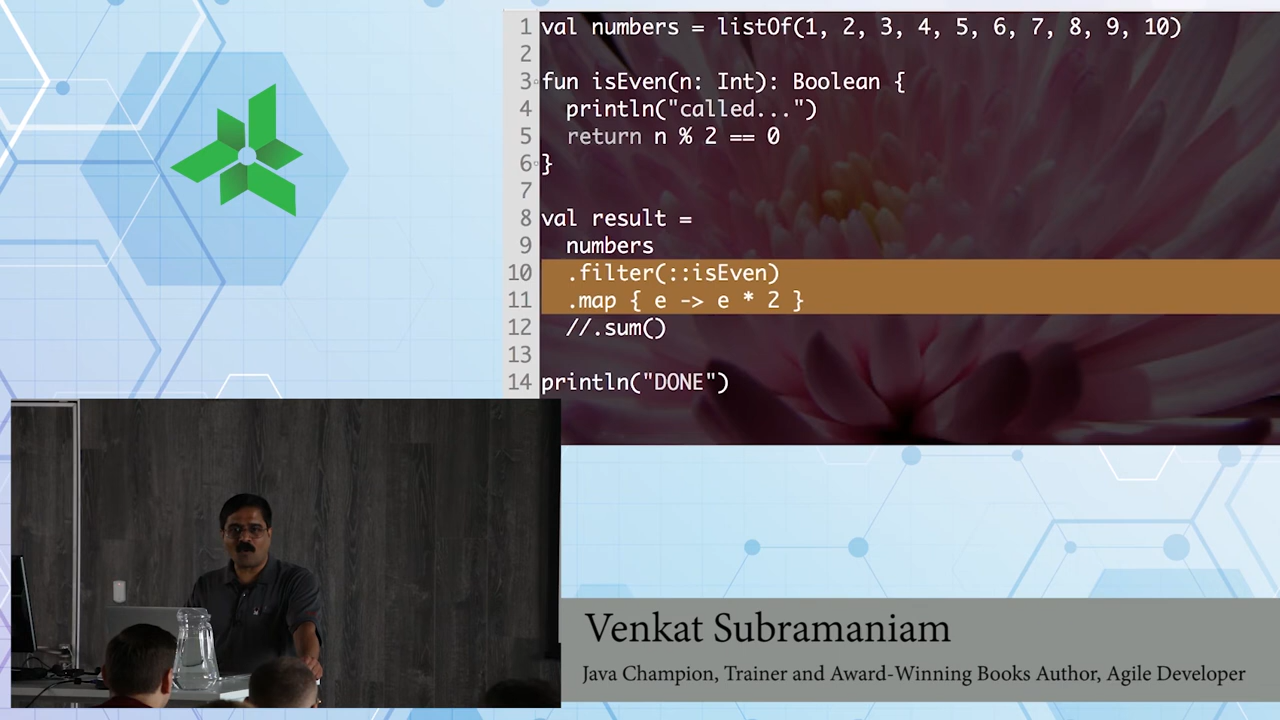 1 val numbers = listOf(1, 2, 3, 4, 5, 6, 7, 8, 9, 10)
2
3 fun isEven(n: Int): Boolean {
4   println("called...")
5   return n % 2 == 0
6 }
7
8 val result =
9   numbers
10   .filter(::isEven)
11   .map { e -> e * 2 }
12   //.sum()
13
14 println("DONE")
Venkat Subramaniam
Java Champion, Trainer and Award-Winning Books Author, Agile Developer